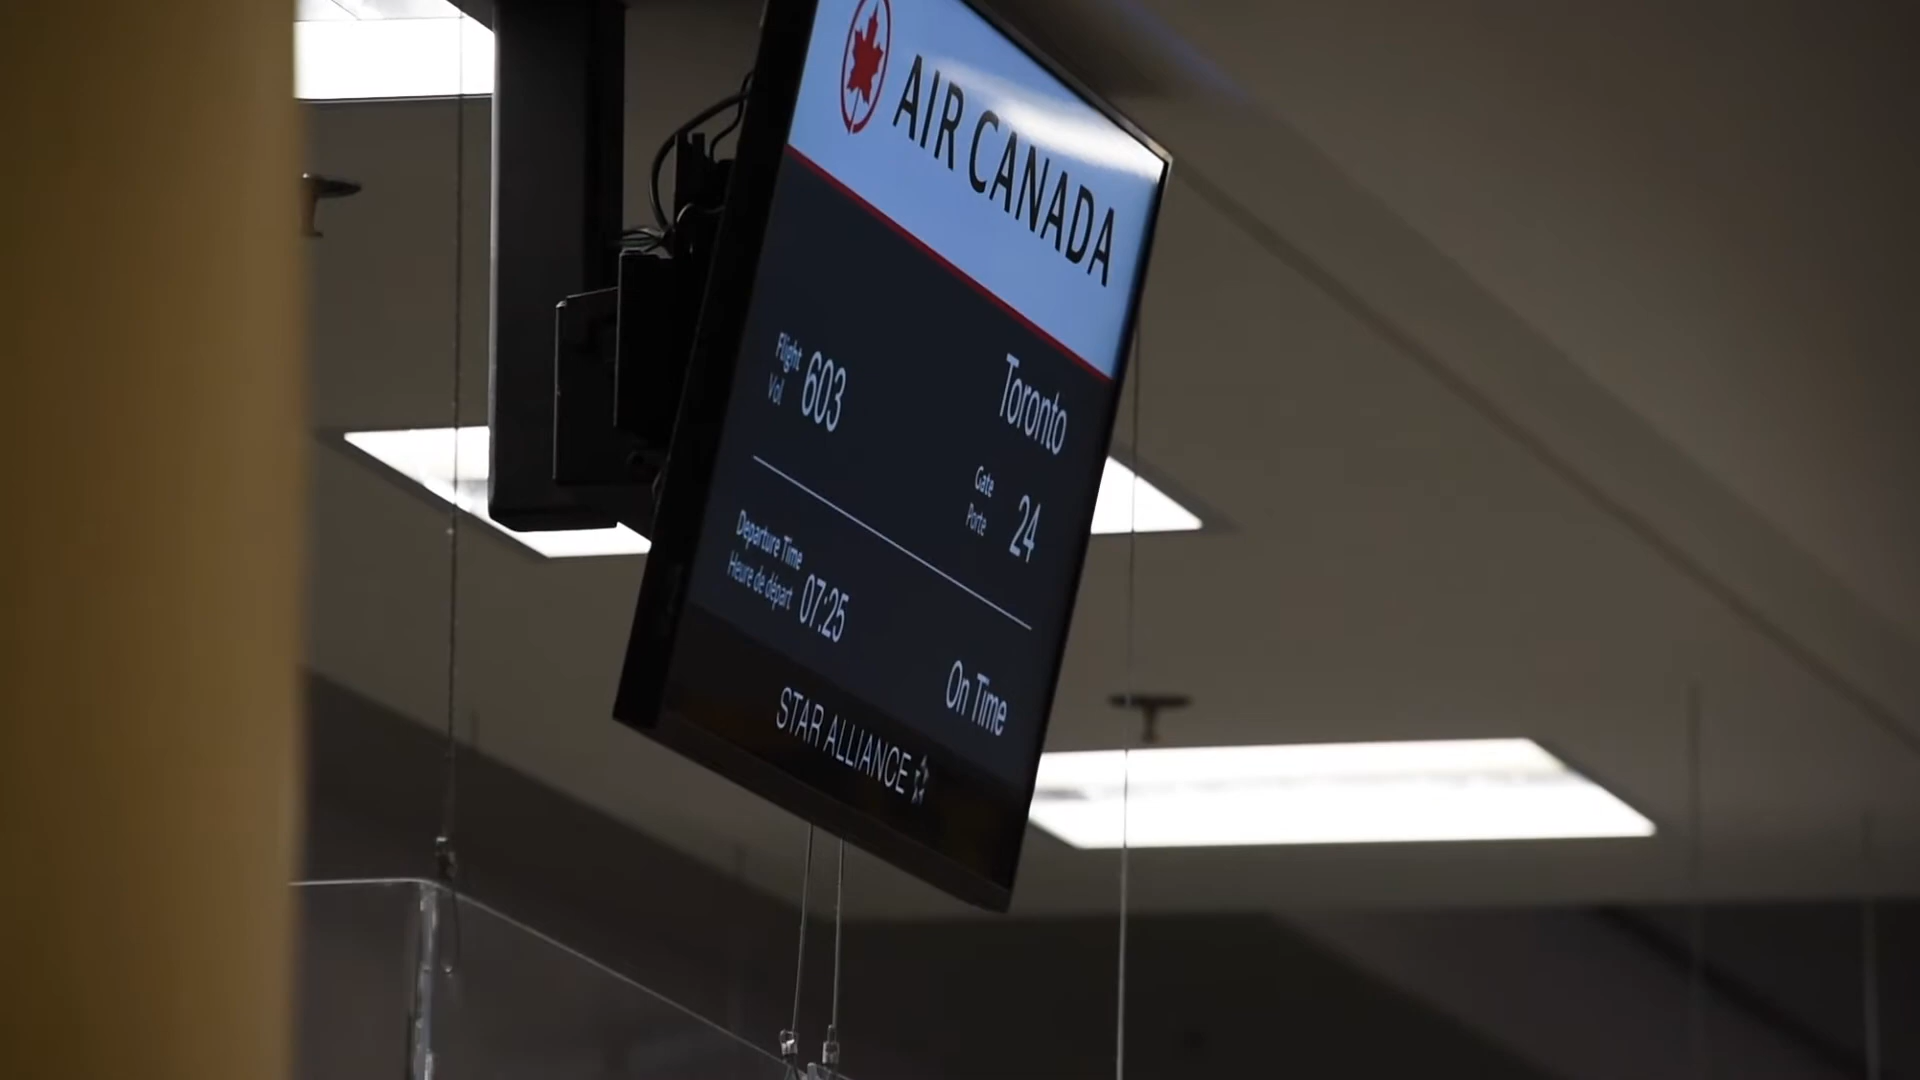 AIR CANADA
Flight
Vol
603
Toronto
Gate
Porte
24
Departure Time
Heure de départ
07:25
On Time
STAR ALLIANCE